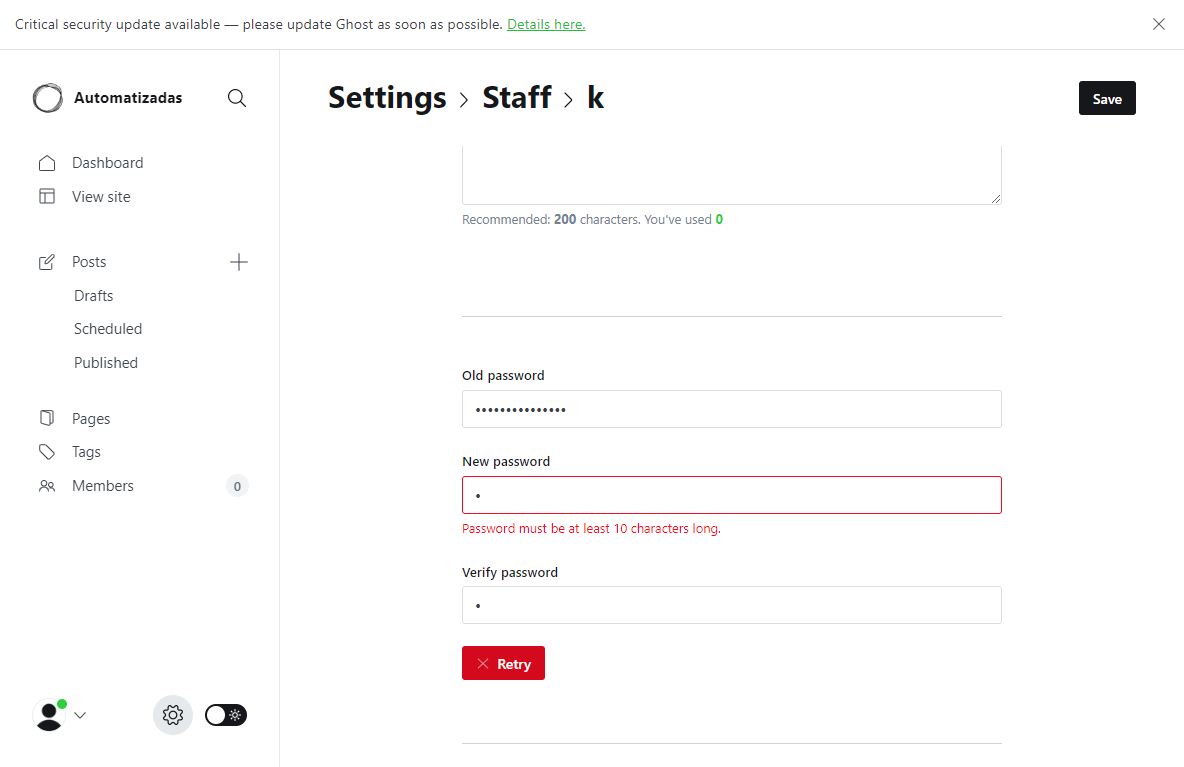 Critical security update available — please update Ghost as soon as possible. Details here.
Automatizadas
Settings > Staff > k
Save
Dashboard
View site
Recommended: 200 characters. You've used 0
Posts
Drafts
Scheduled
Published
Old password
•••••••••••••••
Pages
Tags
Members 0
New password
•
Password must be at least 10 characters long.
Verify password
•
Retry